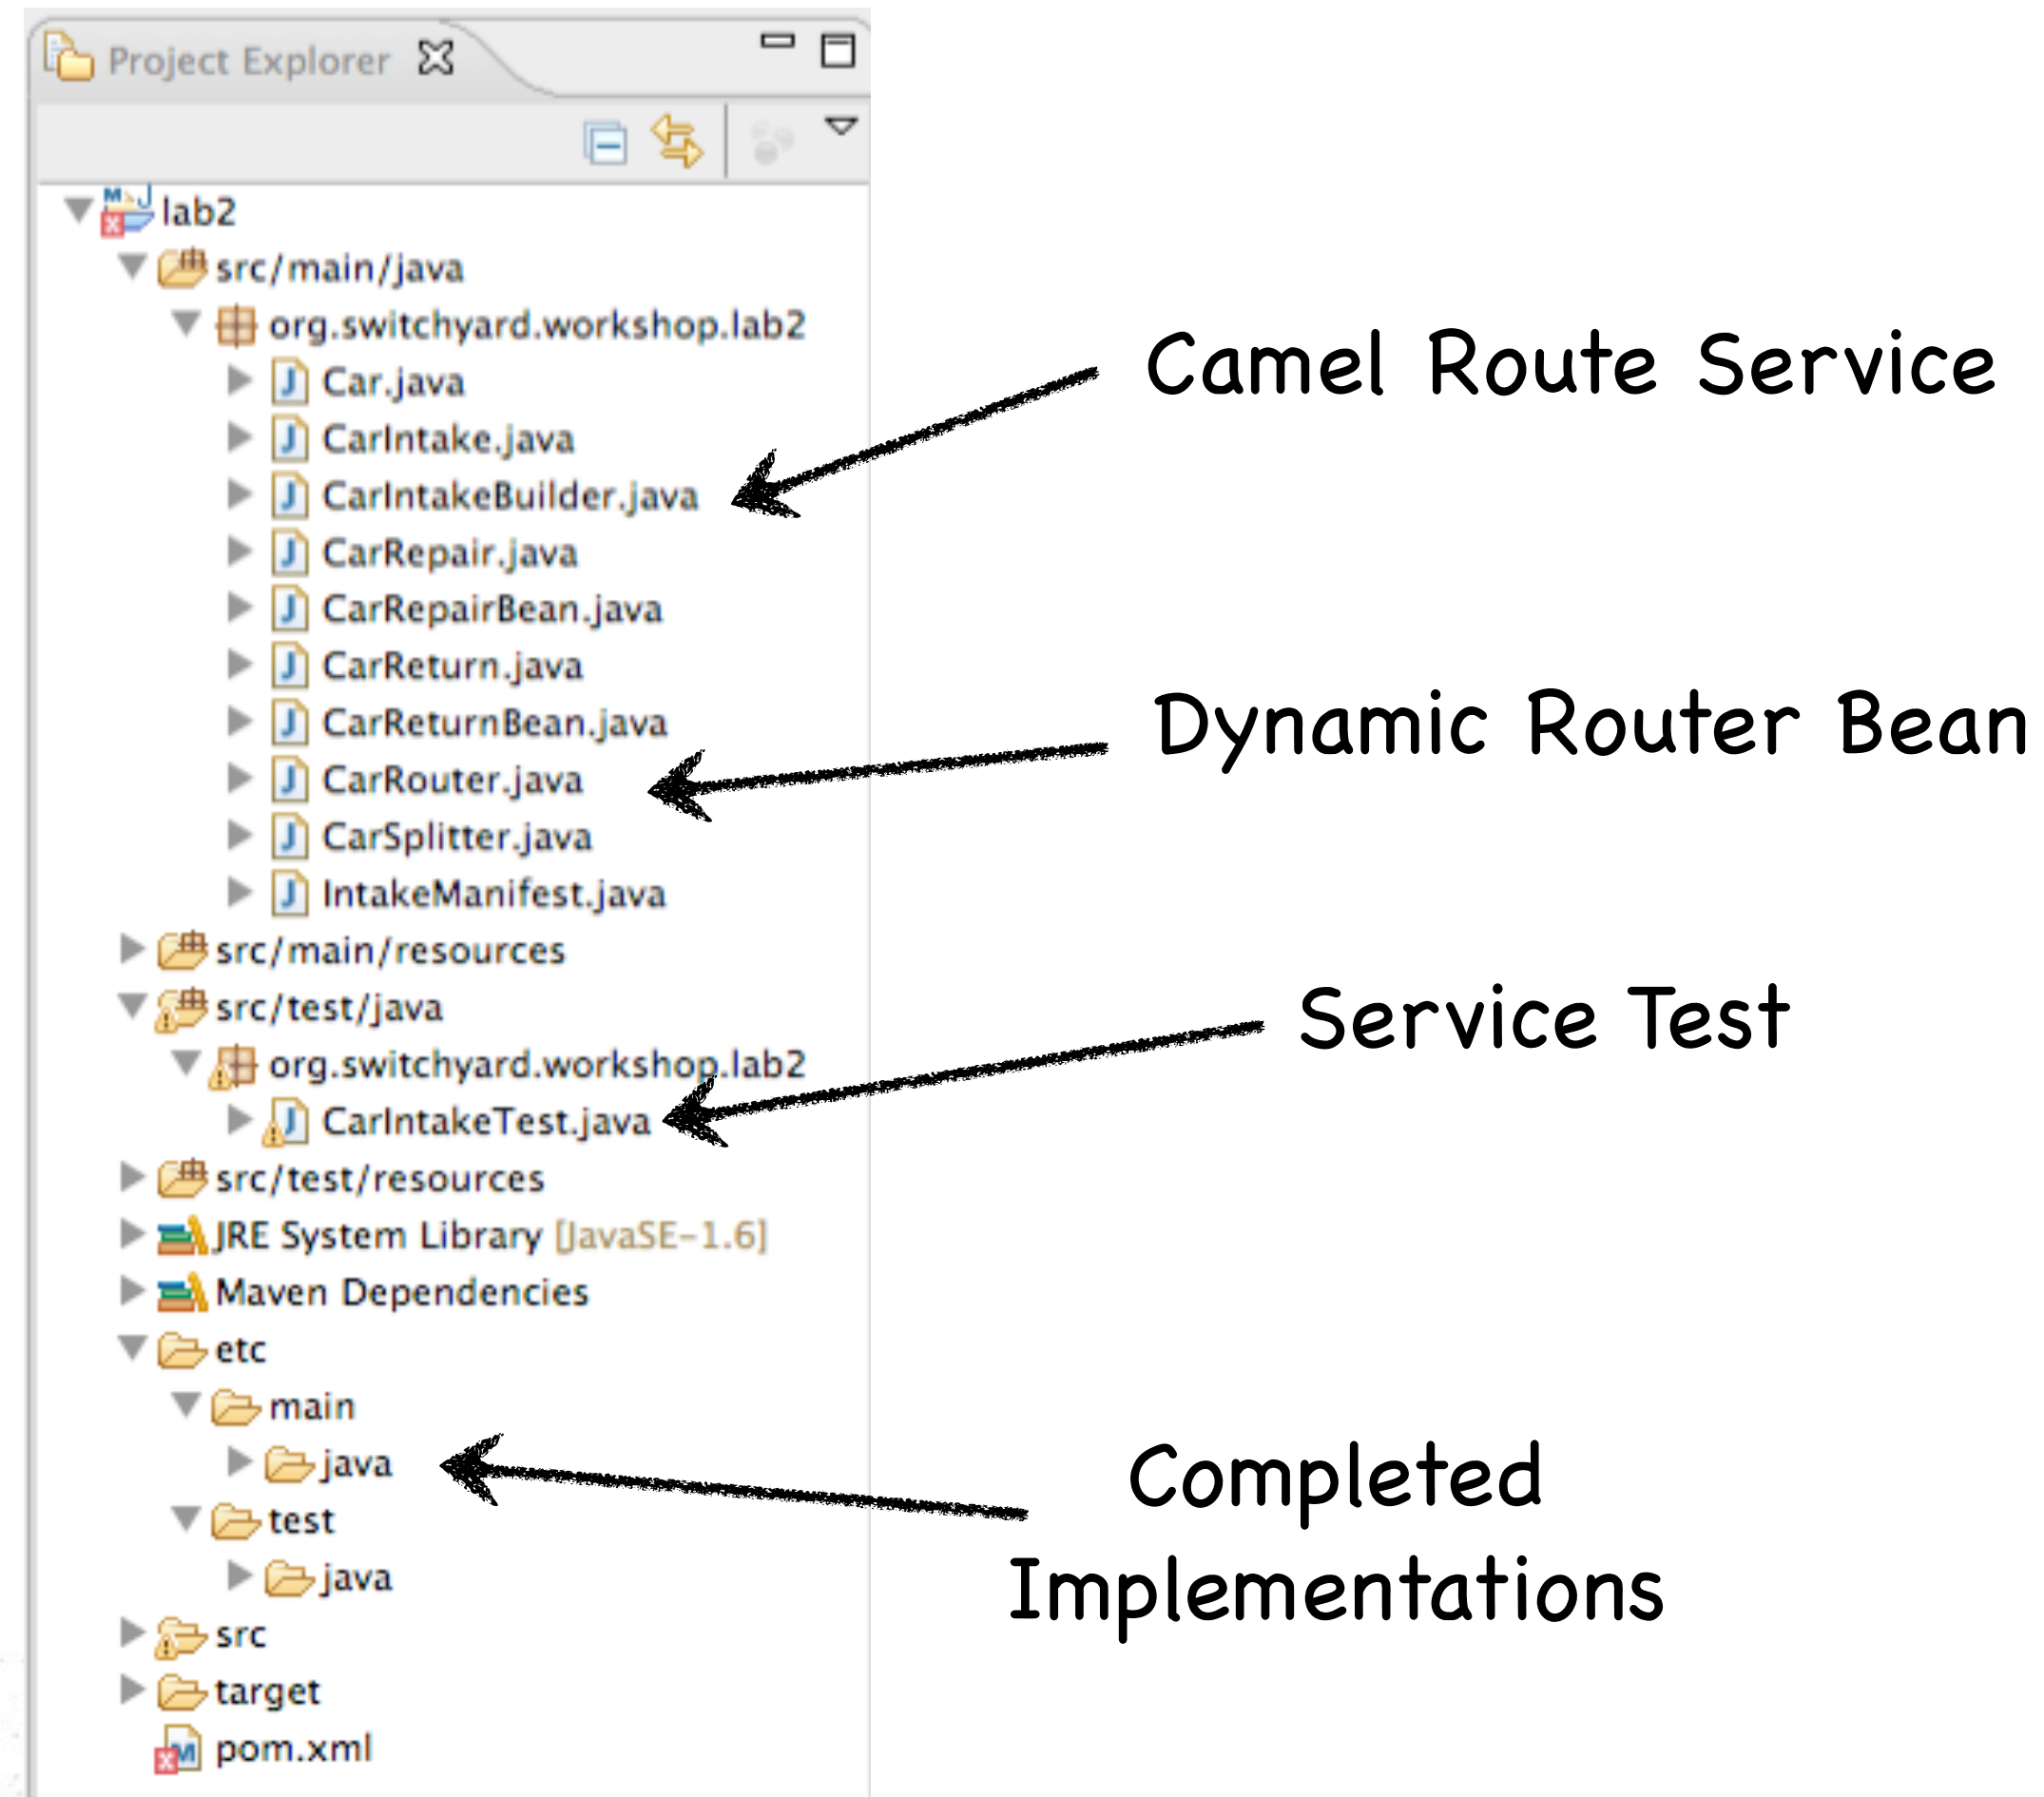 Project Explorer
lab2
src/main/java
org.switchyard.workshop.lab2
Car.java
CarIntake.java
CarIntakeBuilder.java
CarRepair.java
CarRepairBean.java
CarReturn.java
CarReturnBean.java
CarRouter.java
CarSplitter.java
IntakeManifest.java
src/main/resources
src/test/java
org.switchyard.workshop.lab2
CarIntakeTest.java
src/test/resources
JRE System Library [JavaSE-1.6]
Maven Dependencies
etc
main
java
test
java
src
target
pom.xml
Camel Route Service
Dynamic Router Bean
Service Test
Completed
Implementations